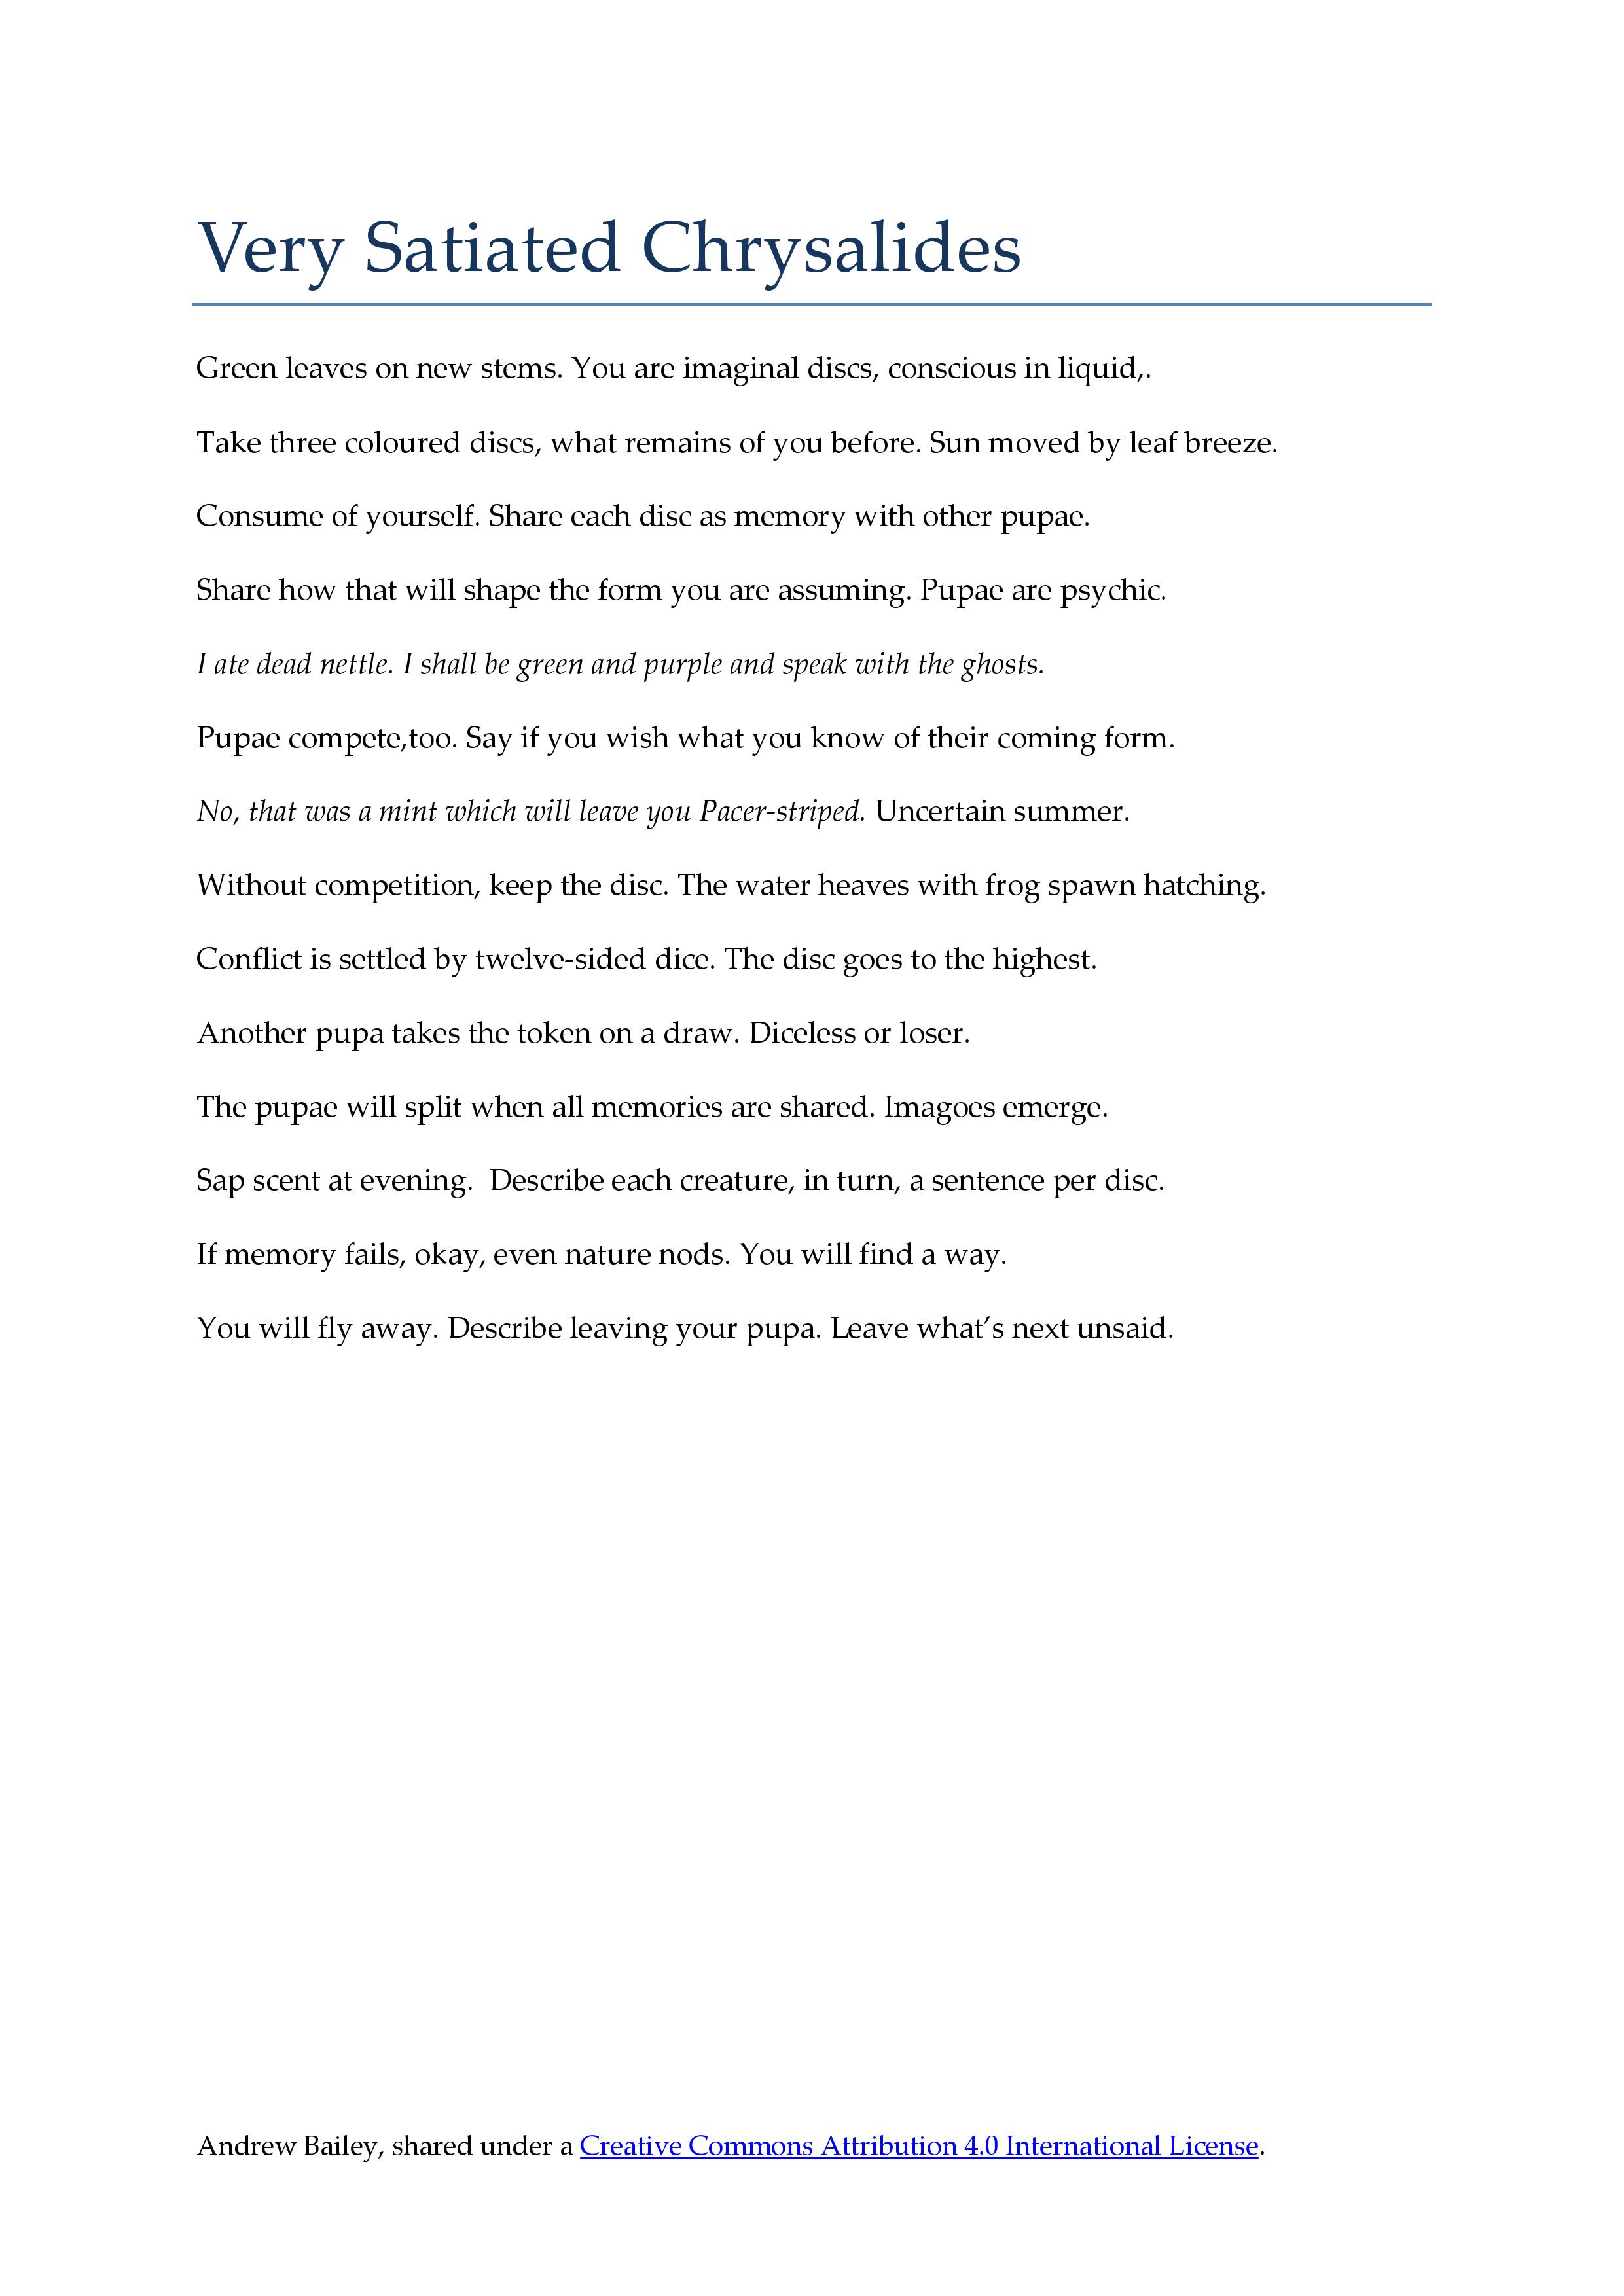 Very Satiated Chrysalides
Green leaves on new stems. You are imaginal discs, conscious in liquid,.
Take three coloured discs, what remains of you before. Sun moved by leaf breeze.
Consume of yourself. Share each disc as memory with other pupae.
Share how that will shape the form you are assuming. Pupae are psychic.
I ate dead nettle. I shall be green and purple and speak with the ghosts.
Pupae compete,too. Say if you wish what you know of their coming form.
No, that was a mint which will leave you Pacer-striped. Uncertain summer.
Without competition, keep the disc. The water heaves with frog spawn hatching.
Conflict is settled by twelve-sided dice. The disc goes to the highest.
Another pupa takes the token on a draw. Diceless or loser.
The pupae will split when all memories are shared. Imagoes emerge.
Sap scent at evening.  Describe each creature, in turn, a sentence per disc.
If memory fails, okay, even nature nods. You will find a way.
You will fly away. Describe leaving your pupa. Leave what’s next unsaid.
Andrew Bailey, shared under a Creative Commons Attribution 4.0 International License.